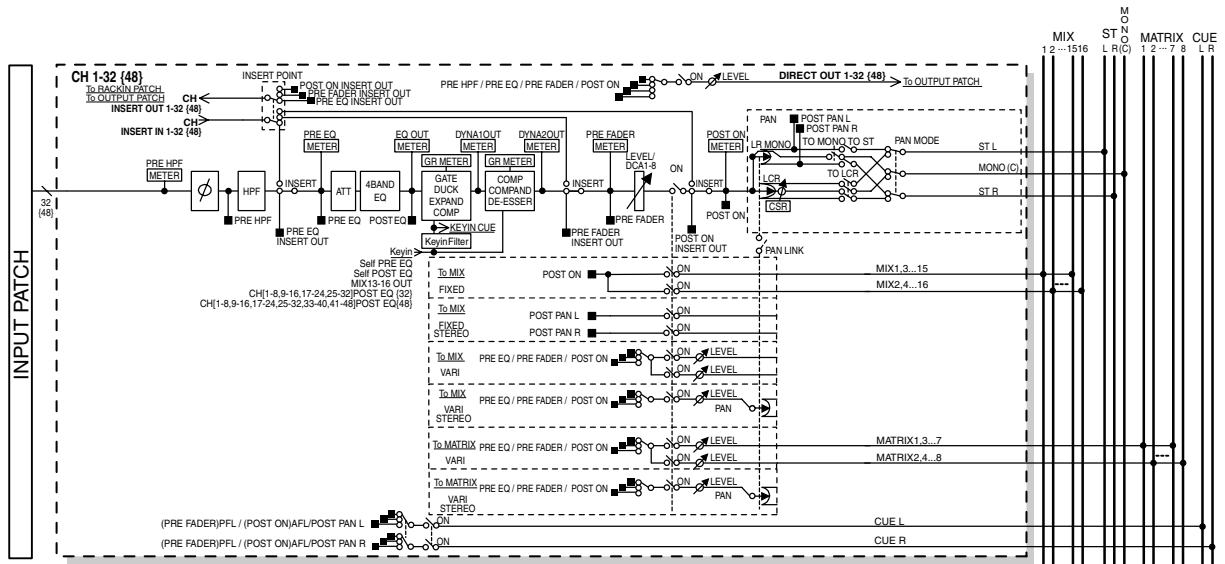 MONO
MIX ST MATRIX CUE
1 2 ···1516 L R(C) 1 2 ··· 7 8 L R
INPUT PATCH
CH 1-32 {48}
To RACKIN PATCH
To OUTPUT PATCH
INSERT OUT 1-32 {48}
CH
CH
INSERT IN 1-32 {48}
INSERT POINT
POST ON INSERT OUT
PRE FADER INSERT OUT
PRE EQ INSERT OUT
PRE HPF / PRE EQ / PRE FADER / POST ON
ON
LEVEL
DIRECT OUT 1-32 {48}
To OUTPUT PATCH
32
{48}
PRE HPF
METER
Ø
PRE HPF
HPF
INSERT
PRE EQ
INSERT OUT
PRE EQ
METER
PRE EQ
ATT
4BAND
EQ
POST EQ
EQ OUT
METER
GR METER
GATE
DUCK
EXPAND
COMP
DYNA1OUT
METER
GR METER
COMP
COMPAND
DE-ESSER
DYNA2OUT
METER
KEYIN CUE
KeyinFilter
Keyin
Self PRE EQ
Self POST EQ
MIX13-16 OUT
CH[1-8,9-16,17-24,25-32]POST EQ {32}
CH[1-8,9-16,17-24,25-32,33-40,41-48]POST EQ{48}
INSERT
PRE FADER
INSERT OUT
PRE FADER
METER
LEVEL/
DCA1-8
PRE FADER
ON
INSERT
POST ON
INSERT OUT
POST ON
METER
POST ON
PAN
POST PAN L
POST PAN R
LR MONO
TO MONO TO ST
PAN MODE
LCR
TO LCR
CSR
ST L
MONO (C)
ST R
PAN LINK
To MIX
FIXED
POST ON
ON
ON
MIX1,3...15
MIX2,4...16
To MIX
FIXED
STEREO
POST PAN L
POST PAN R
ON
ON
To MIX
VARI
PRE EQ / PRE FADER / POST ON
ON LEVEL
ON LEVEL
To MIX
VARI
STEREO
PRE EQ / PRE FADER / POST ON
ON LEVEL
PAN
To MATRIX
VARI
PRE EQ / PRE FADER / POST ON
ON LEVEL
ON LEVEL
MATRIX1,3...7
MATRIX2,4...8
To MATRIX
VARI
STEREO
PRE EQ / PRE FADER / POST ON
ON LEVEL
PAN
(PRE FADER)PFL / (POST ON)AFL/POST PAN L
ON
CUE L
(PRE FADER)PFL / (POST ON)AFL/POST PAN R
ON
CUE R